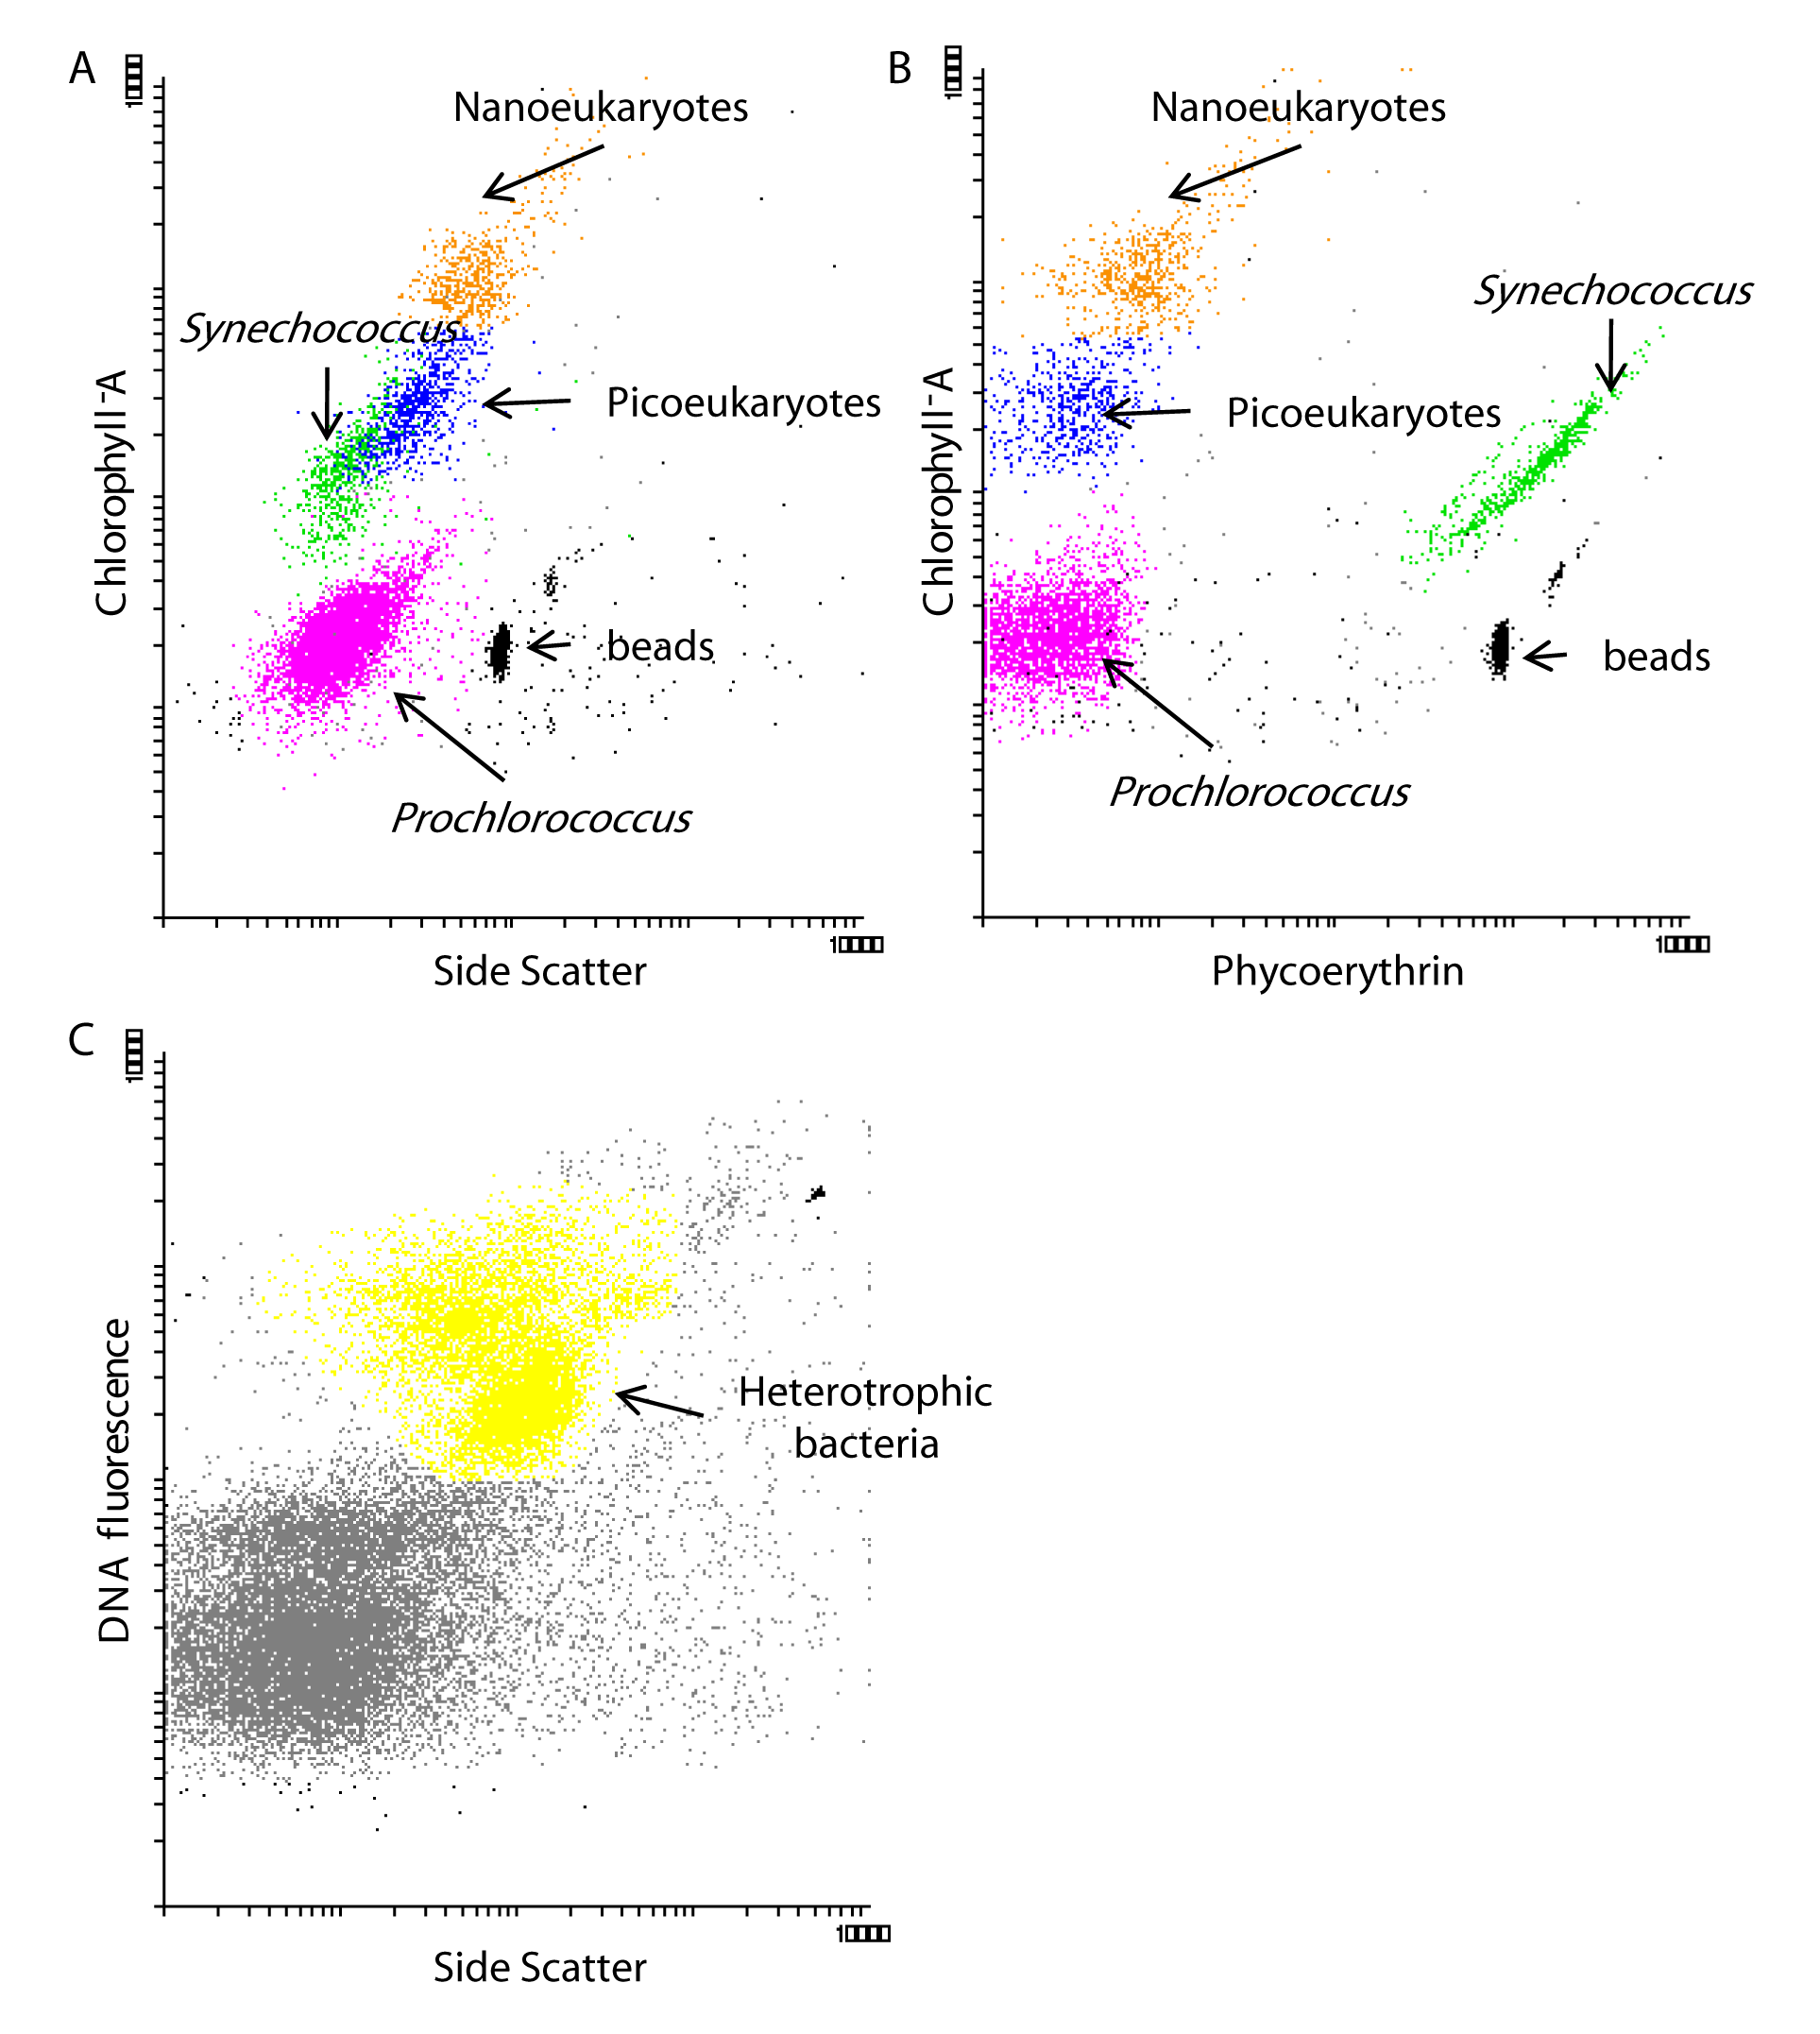 A
Nanoeukaryotes
Synechococcus
Picoeukaryotes
beads
Prochlorococcus
Chlorophyll-A
Side Scatter
B
Nanoeukaryotes
Synechococcus
Picoeukaryotes
beads
Prochlorococcus
Chlorophyll-A
Phycoerythrin
C
Heterotrophic
bacteria
DNA fluorescence
Side Scatter